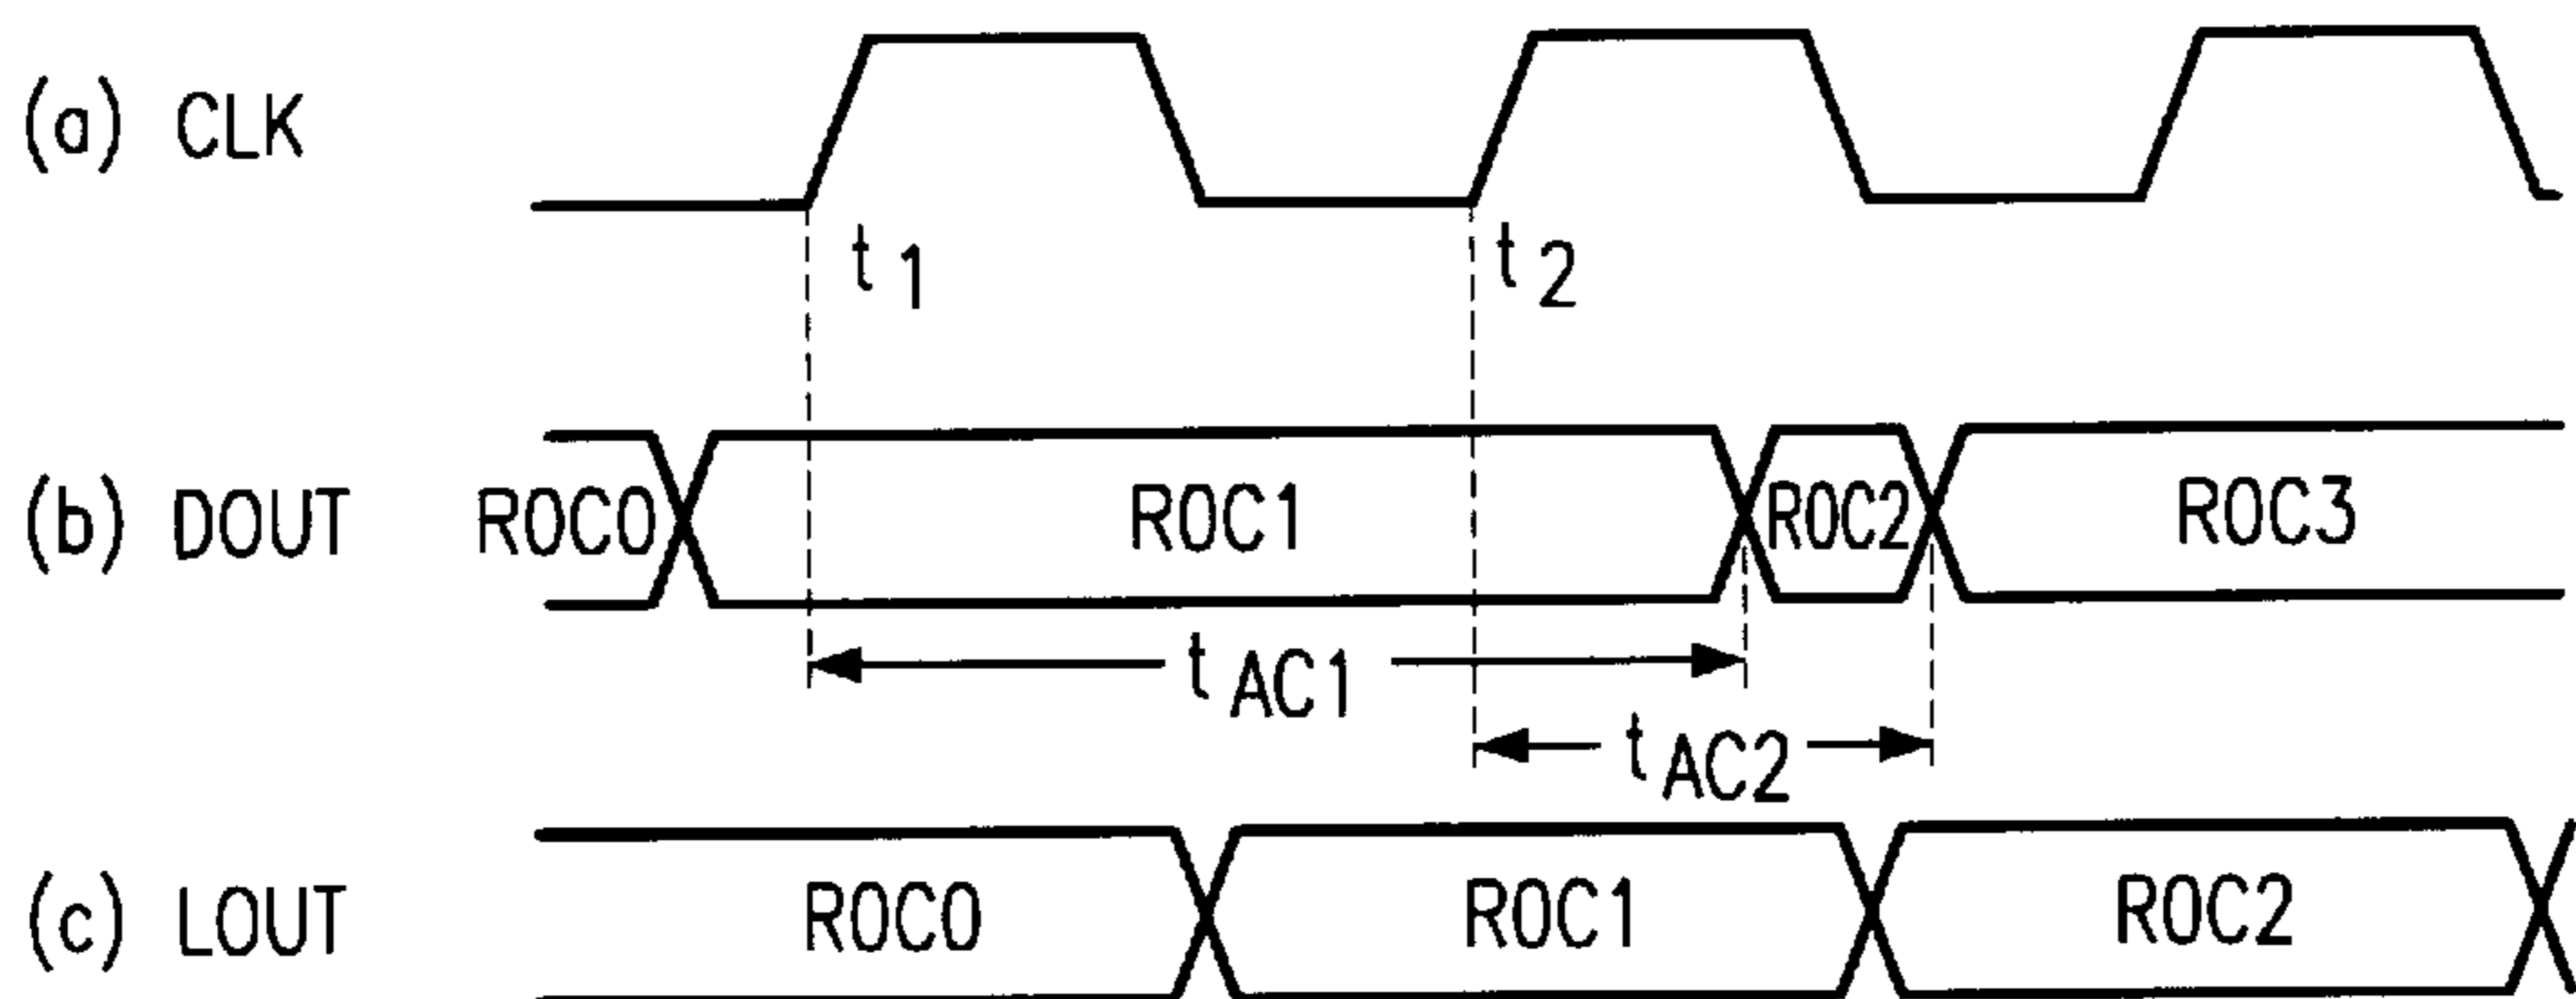 (a) CLK
t1 t2
(b) DOUT ROC0 ROC1 ROC2 ROC3
tAC1
tAC2
(c) LOUT ROC0 ROC1 ROC2